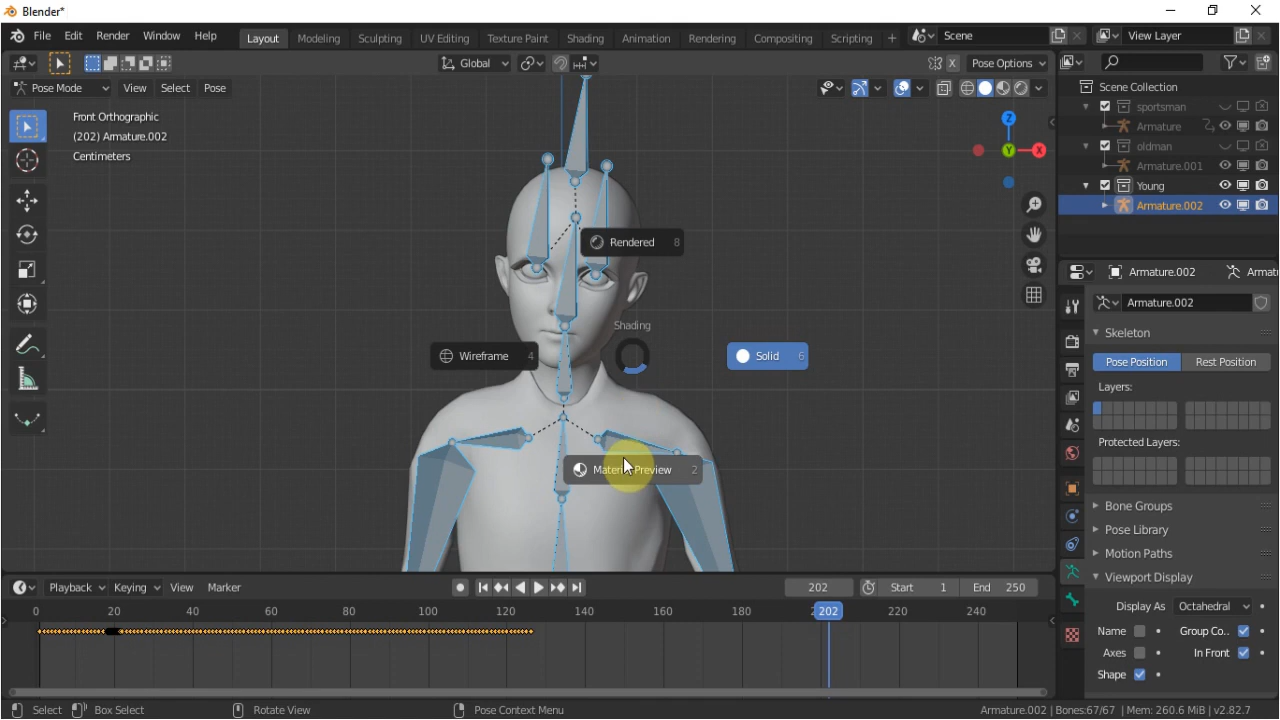 Blender*
File Edit Render Window Help Layout Modeling Sculpting UV Editing Texture Paint Shading Animation Rendering Compositing Scripting + Scene View Layer
Global X Pose Options
Pose Mode View Select Pose
Front Orthographic
(202) Armature.002
Centimeters
Z
Y
X
Rendered 8
Shading
Wireframe 4
Solid 6
Material Preview 2
Scene Collection
sportsman
Armature
oldman
Armature.001
Young
Armature.002
Armature.002 Armat
Armature.002
Skeleton
Pose Position Rest Position
Layers:
Protected Layers:
Bone Groups
Pose Library
Motion Paths
Viewport Display
Display As Octahedral
Name Group Co..
Axes In Front
Shape
Playback Keying View Marker 202 Start 1 End 250
0 20 40 60 80 100 120 140 160 180 202 220 240
Select Box Select Rotate View Pose Context Menu Armature.002 | Bones:67/67 | Mem: 260.6 MiB | v2.82.7